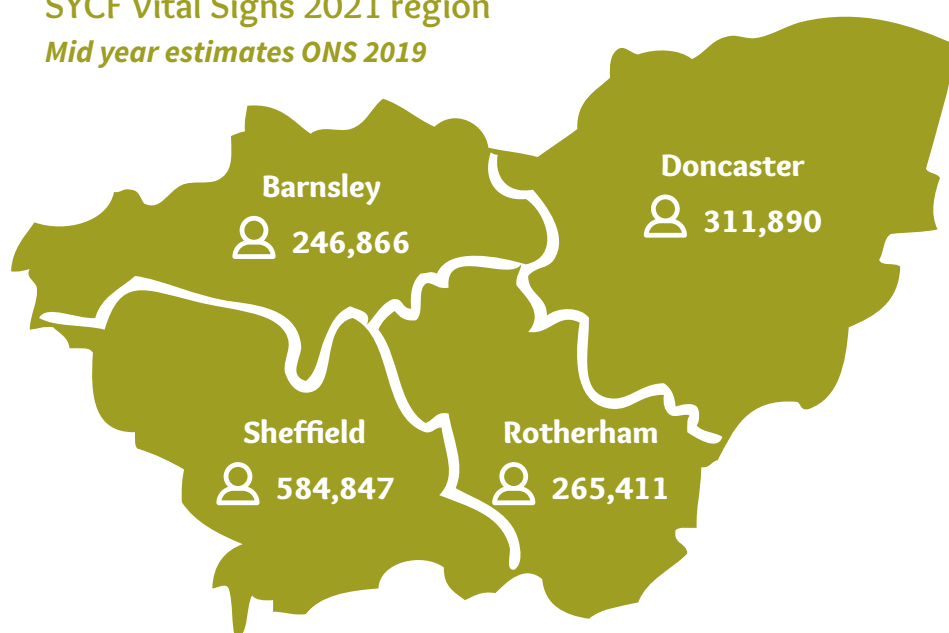 SYCF Vital Signs 2021 region
Mid year estimates ONS 2019
Barnsley
246,866
Doncaster
311,890
Sheffield
584,847
Rotherham
265,411